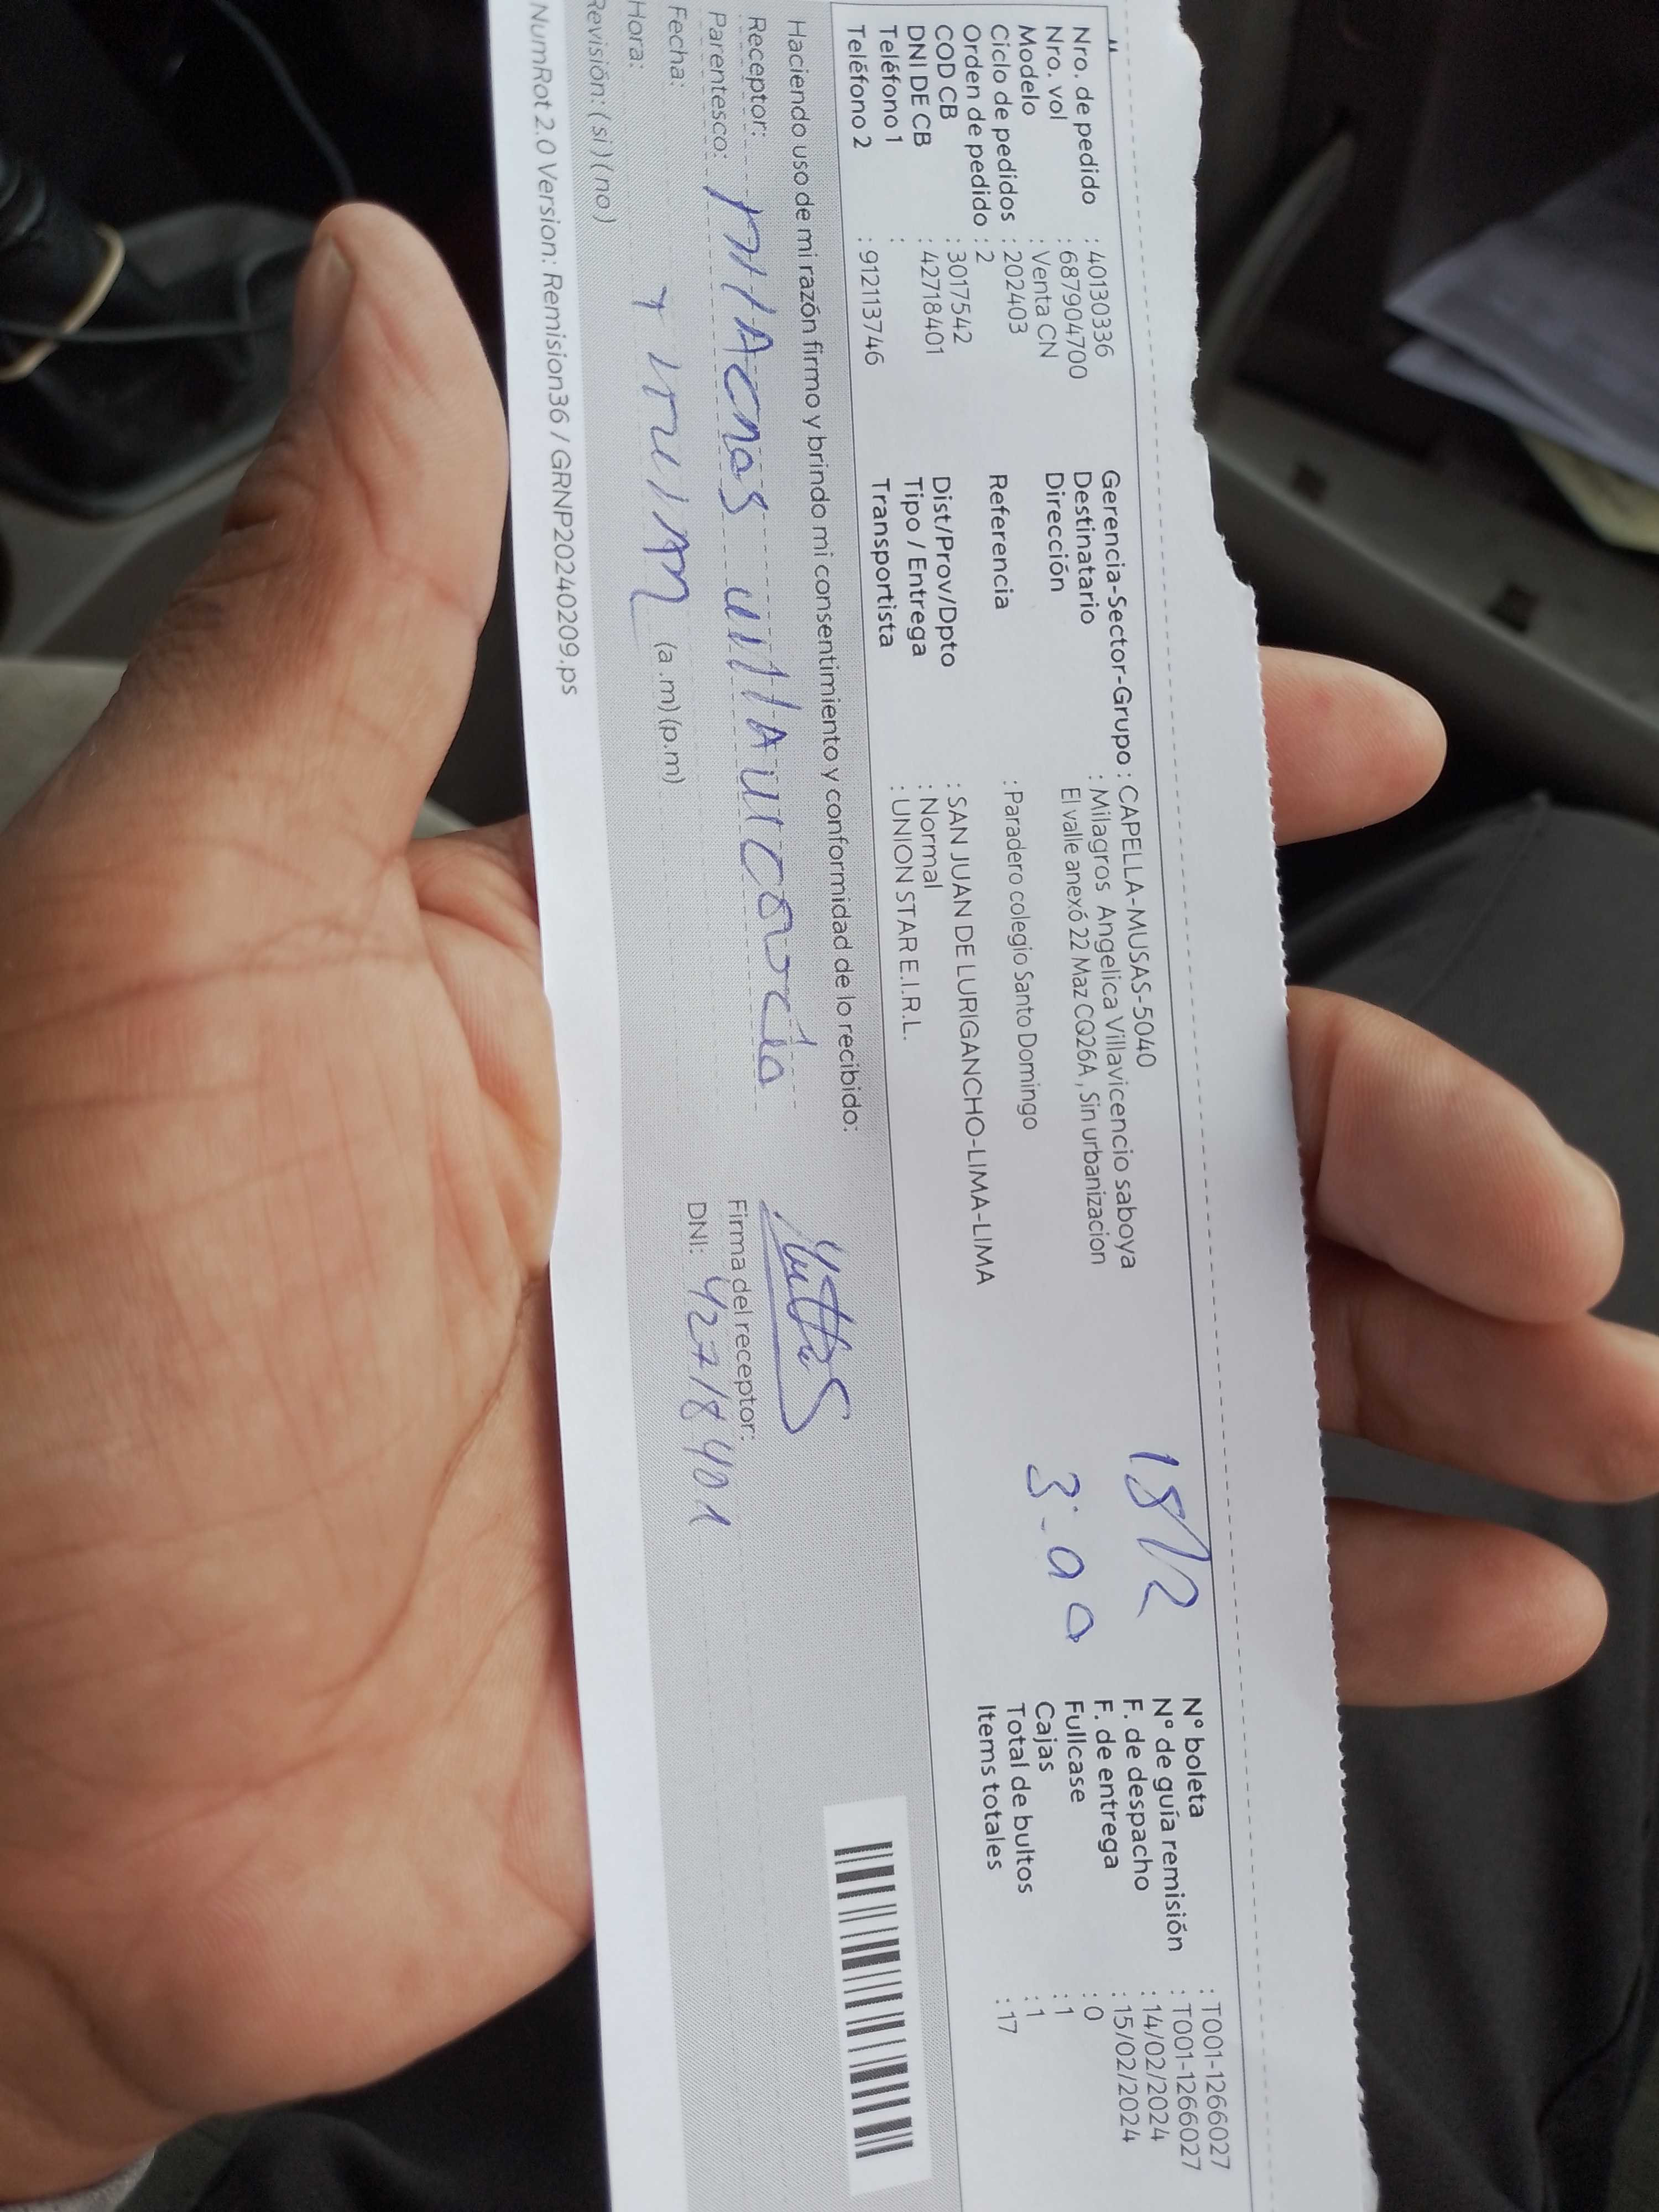 Nro. de pedido : 40130336
Nro. vol : 687904700
Modelo : Venta CN
Ciclo de pedidos : 202403
Orden de pedido : 2
COD CB : 3017542
DNI DE CB : 42718401
Teléfono 1 :
Teléfono 2 : 912113746
Gerencia-Sector-Grupo : CAPELLA-MUSAS-5040
Destinatario : Milagros Angelica Villavicencio saboya
Dirección : El valle anexó 22 Maz CQ26A, Sin urbanizacion
Referencia : Paradero colegio Santo Domingo
Dist/Prov/Dpto : SAN JUAN DE LURIGANCHO-LIMA-LIMA
Tipo / Entrega : Normal
Transportista : UNION STAR E.I.R.L.
15/2
3:00
N° boleta : T001-1266027
N° de guía remisión : T001-1266027
F. de despacho : 14/02/2024
F. de entrega : 15/02/2024
Fullcase : 0
Cajas : 1
Total de bultos : 1
Items totales : 17
Haciendo uso de mi razón firmo y brindo mi consentimiento y conformidad de lo recibido:
Receptor:
Parentesco:
Fecha:
Hora: (a.m)(p.m)
Revisión: (si)(no)
Firma del receptor:
DNI: 42718401
NumRot 2.0 Version: Remision36 / GRNP20240209.ps